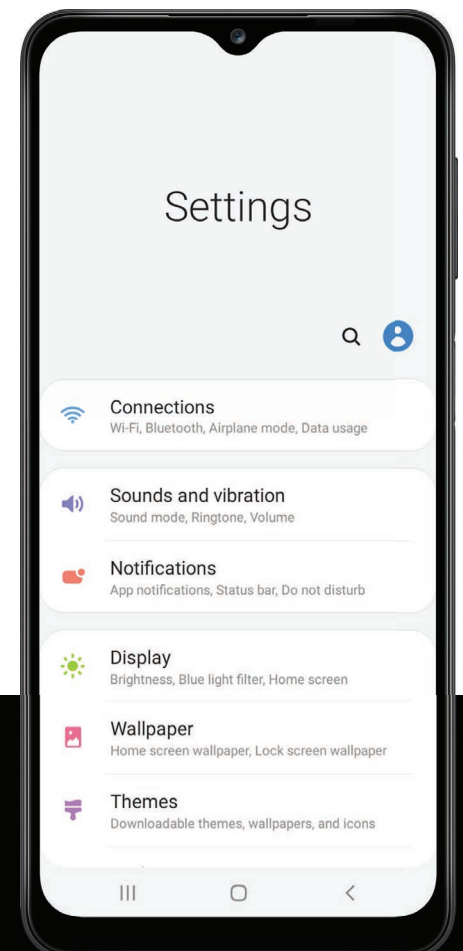 Settings
Connections
Wi-Fi, Bluetooth, Airplane mode, Data usage
Sounds and vibration
Sound mode, Ringtone, Volume
Notifications
App notifications, Status bar, Do not disturb
Display
Brightness, Blue light filter, Home screen
Wallpaper
Home screen wallpaper, Lock screen wallpaper
Themes
Downloadable themes, wallpapers, and icons